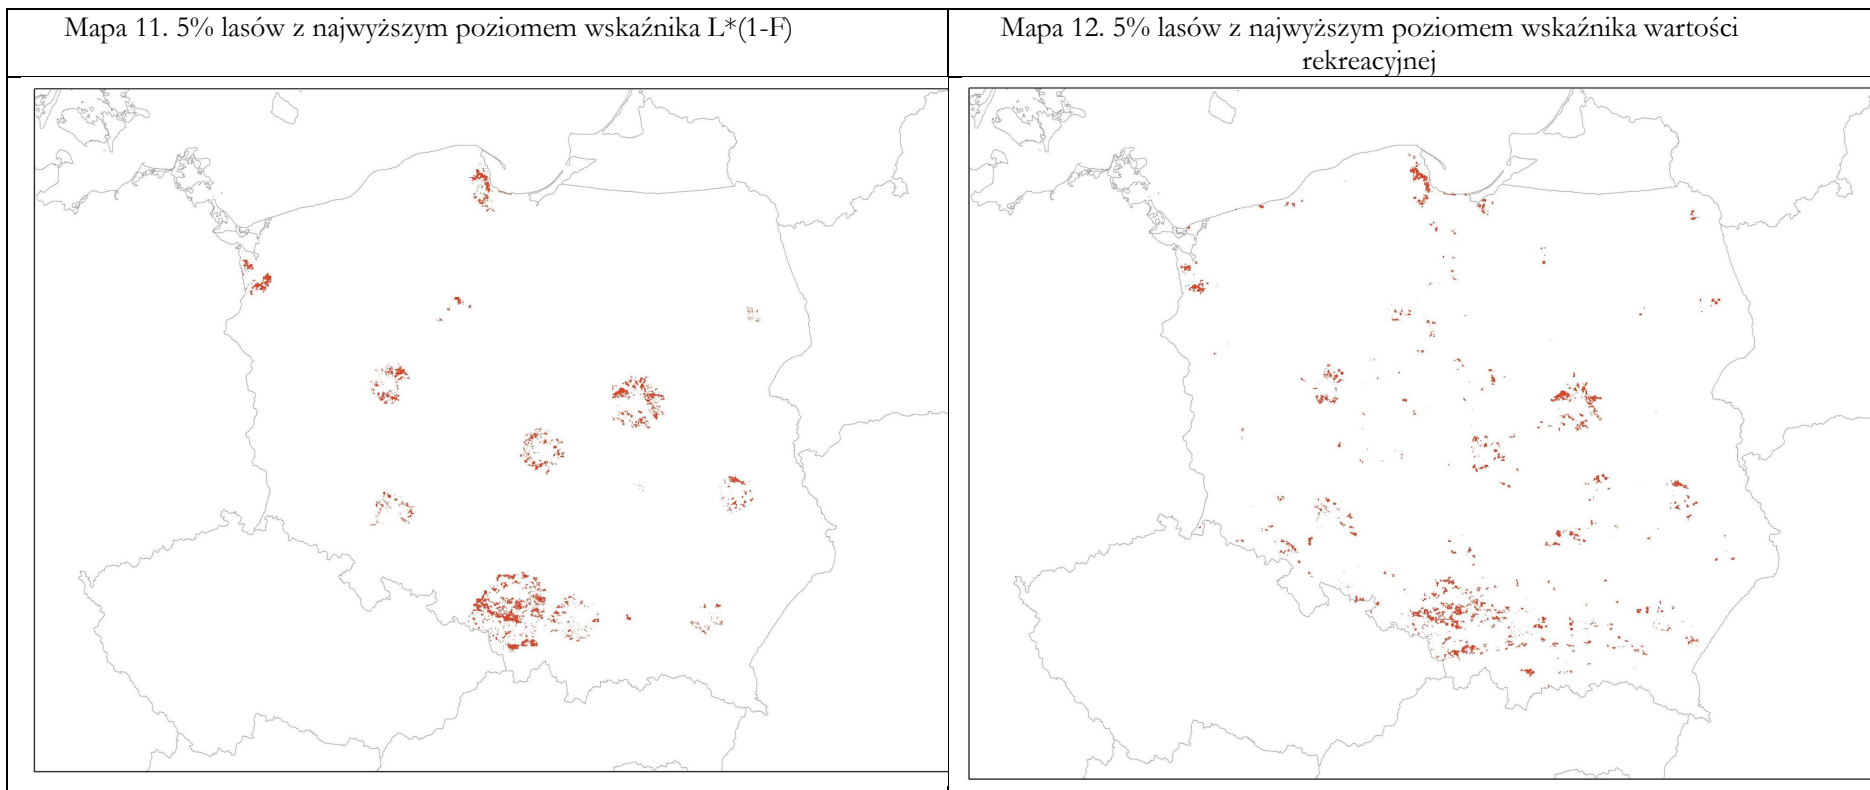 Mapa 11. 5% lasów z najwyższym poziomem wskaźnika L*(1-F)
Mapa 12. 5% lasów z najwyższym poziomem wskaźnika wartości
rekreacyjnej